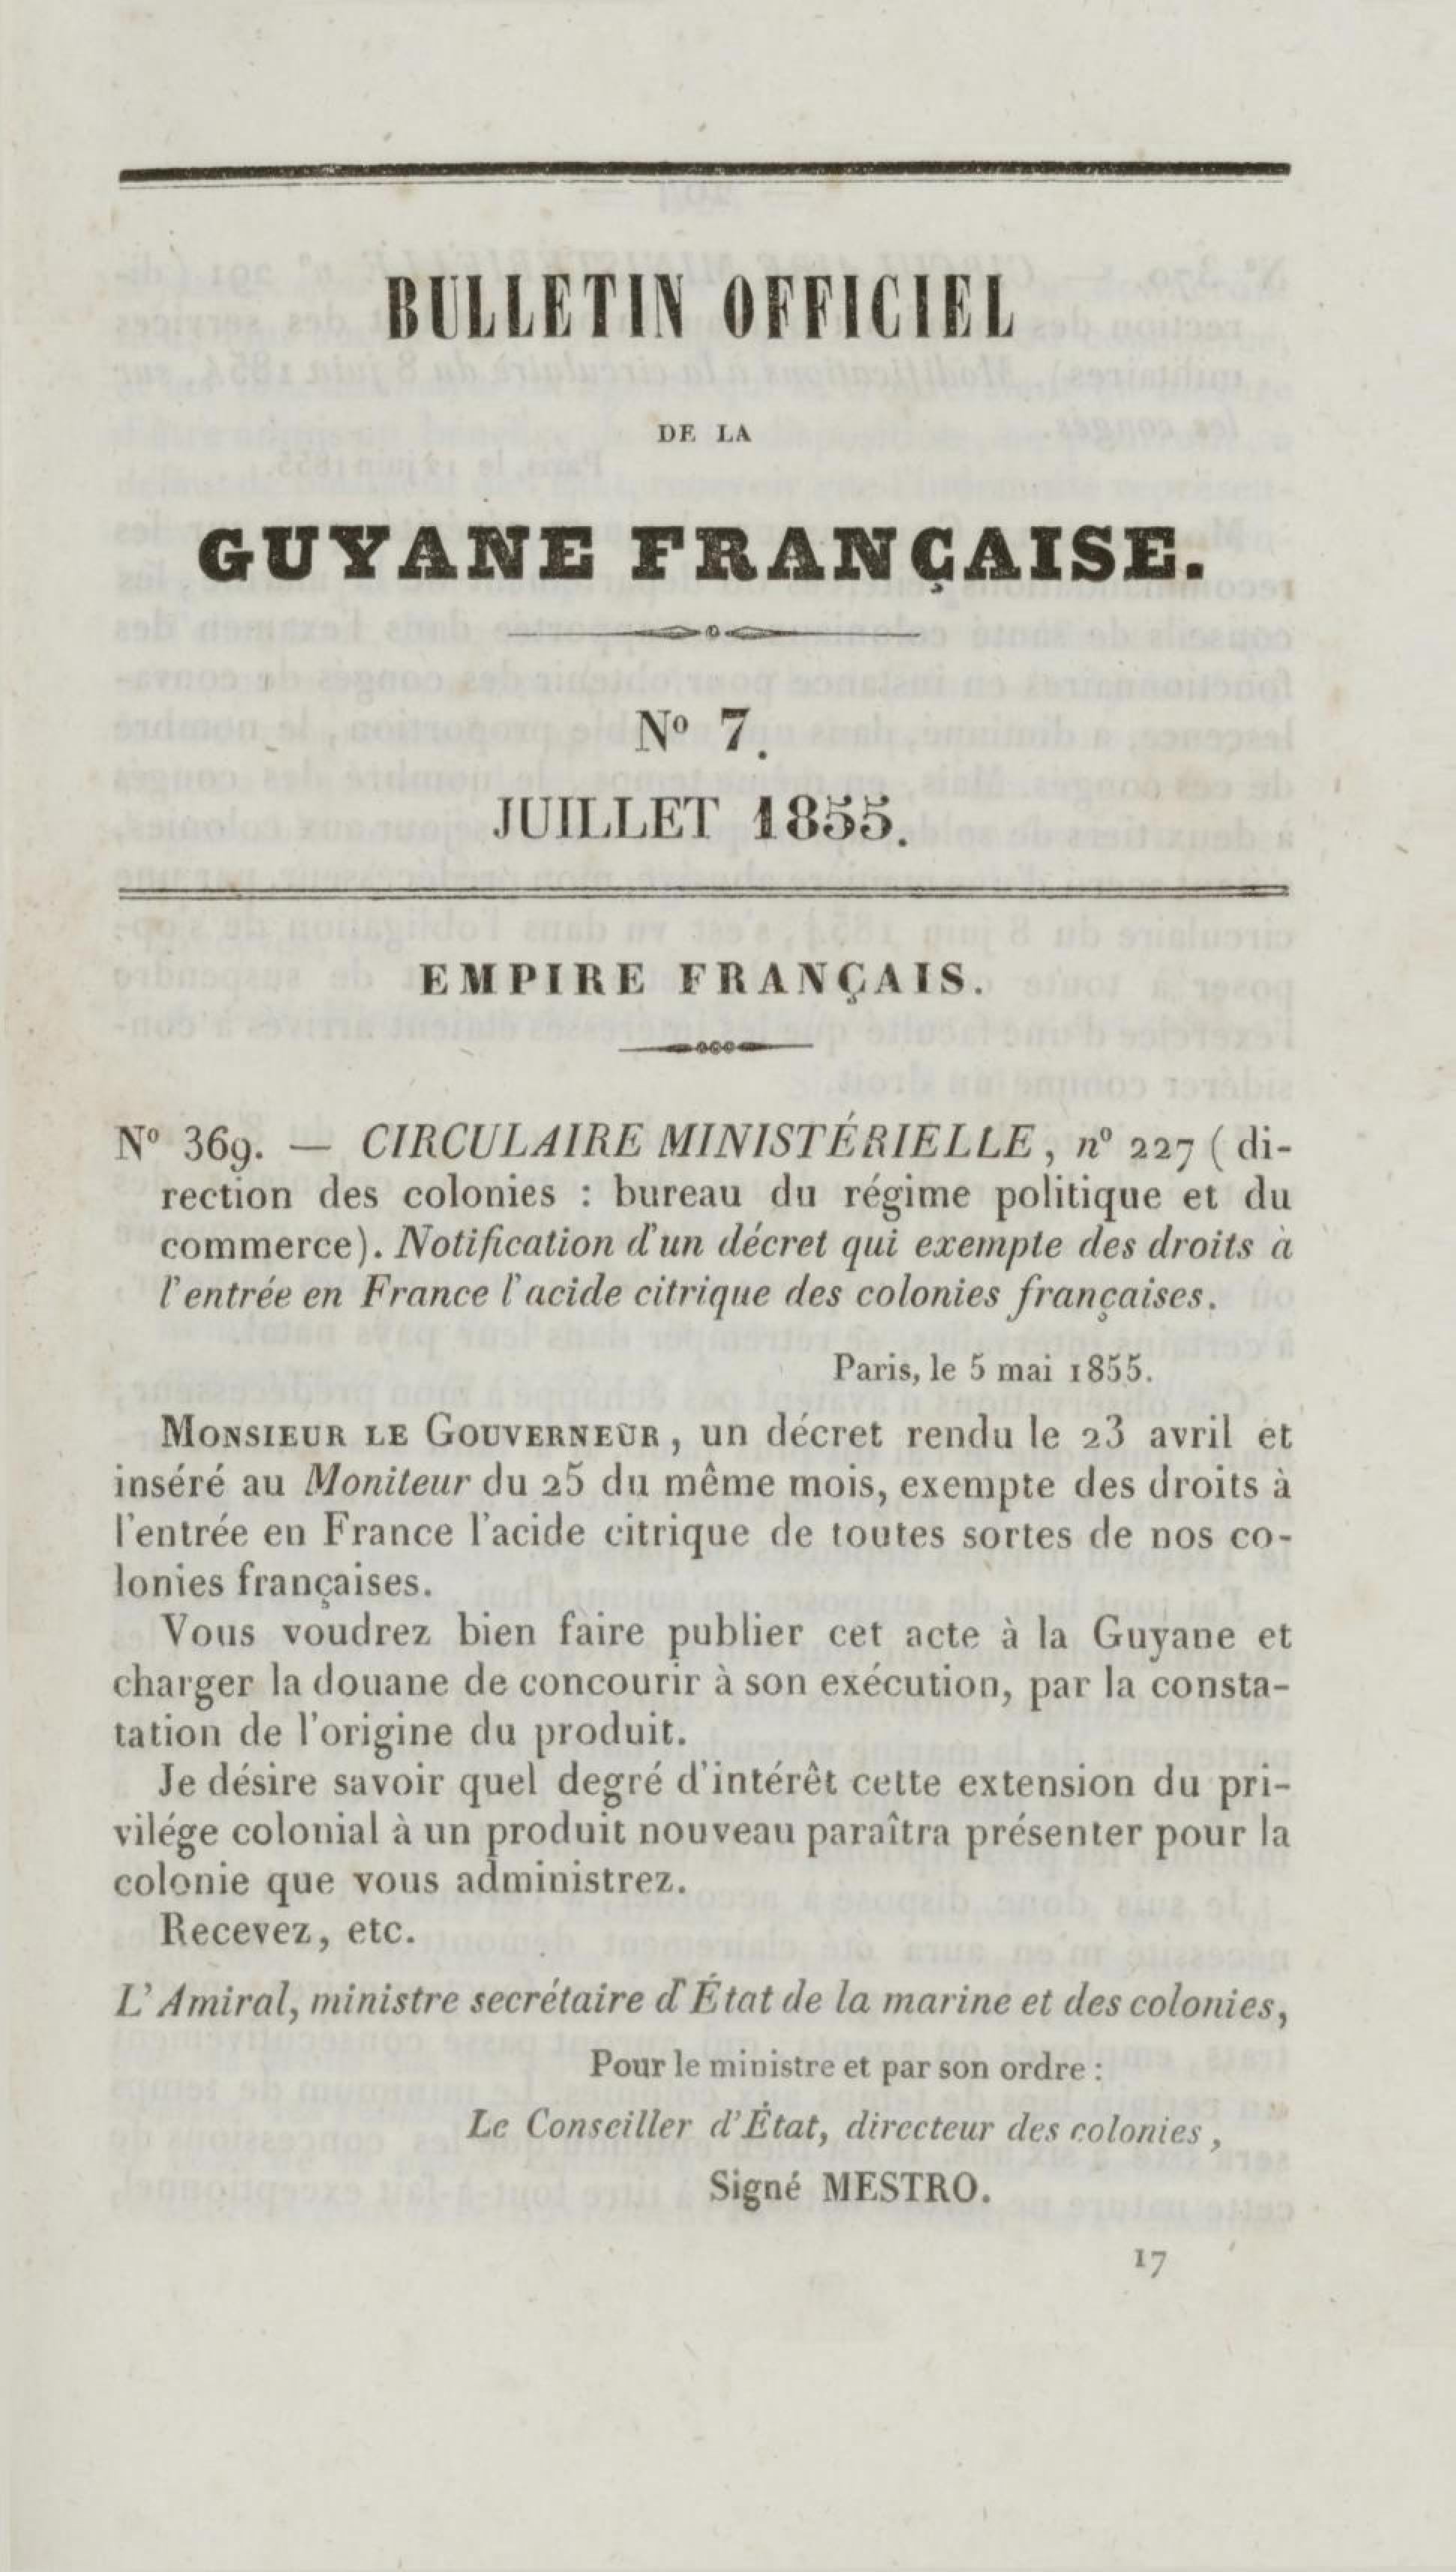 BULLETIN OFFICIEL
DE LA
GUYANE FRANÇAISE.
Nº 7.
JUILLET 1855.
EMPIRE FRANÇAIS.
Nº 369. — CIRCULAIRE MINISTÉRIELLE, nº 227 (di-
rection des colonies : bureau du régime politique et du
commerce). Notification d'un décret qui exempte des droits à
l'entrée en France l'acide citrique des colonies françaises.
Paris, le 5 mai 1855.
MONSIEUR LE GOUVERNEUR, un décret rendu le 23 avril et
inséré au Moniteur du 25 du même mois, exempte des droits à
l'entrée en France l'acide citrique de toutes sortes de nos co-
lonies françaises.
Vous voudrez bien faire publier cet acte à la Guyane et
charger la douane de concourir à son exécution, par la consta-
tation de l'origine du produit.
Je désire savoir quel degré d'intérêt cette extension du pri-
vilége colonial à un produit nouveau paraîtra présenter pour la
colonie que vous administrez.
Recevez, etc.
L'Amiral, ministre secrétaire d'État de la marine et des colonies,
Pour le ministre et par son ordre :
Le Conseiller d'État, directeur des colonies,
Signé MESTRO.
17